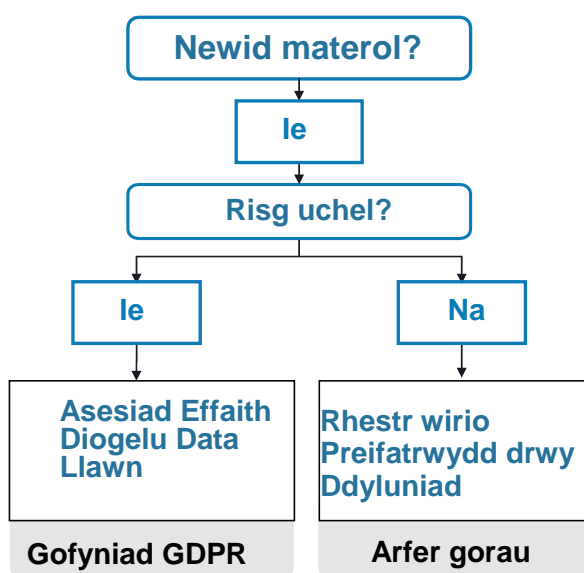 Newid materol?
Ie
Risg uchel?
Ie
Na
Asesiad Effaith
Diogelu Data
Llawn
Rhestr wirio
Preifatrwydd drwy
Ddyluniad
Gofyniad GDPR
Arfer gorau